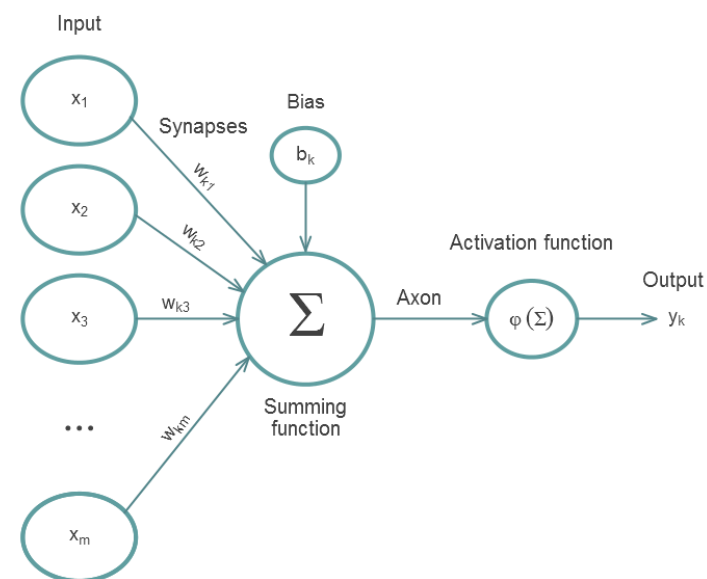 Input
x₁
Synapses
Bias
bₖ
wₖ₁
x₂
wₖ₂
Activation function
x₃
wₖ₃
Σ
Axon
φ (Σ)
Output
yₖ
...
wₖₘ
Summing
function
xₘ